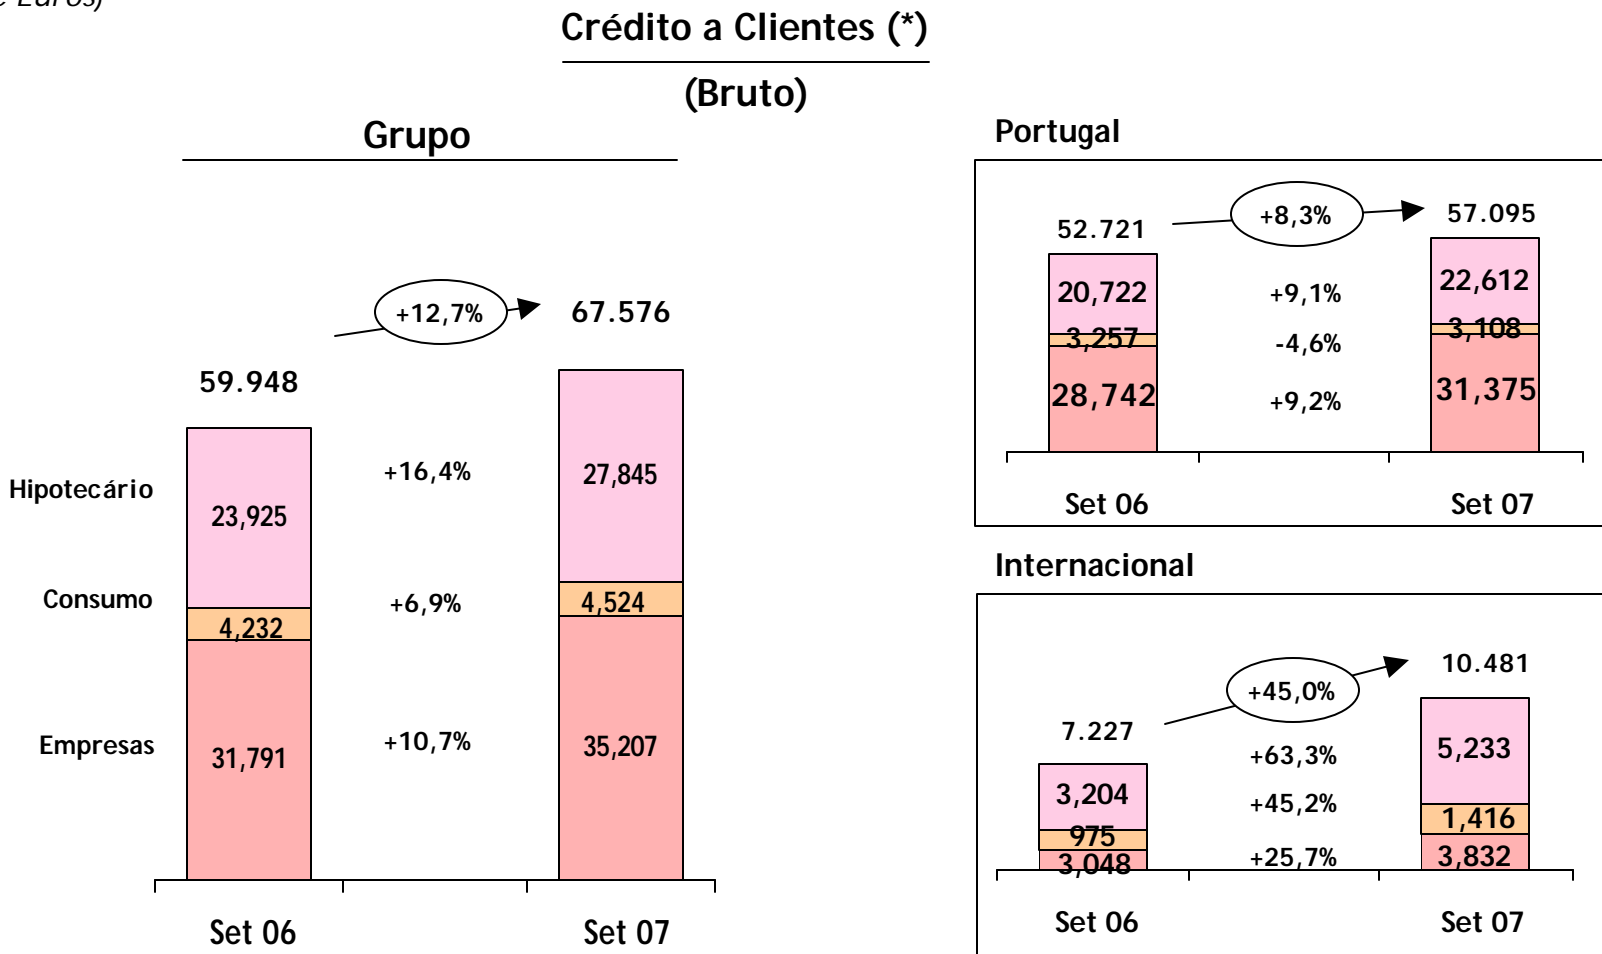 Euros)
Crédito a Clientes (*)
(Bruto)
Grupo
+12,7%
67.576
59.948
Hipotecário
23,925
+16,4%
27,845
Consumo
4,232
+6,9%
4,524
Empresas
31,791
+10,7%
35,207
Set 06
Set 07
Portugal
52.721
+8,3%
57.095
20,722
+9,1%
22,612
3,257
-4,6%
3,108
28,742
+9,2%
31,375
Set 06
Set 07
Internacional
7.227
+45,0%
10.481
3,204
+63,3%
5,233
975
+45,2%
1,416
3,048
+25,7%
3,832
Set 06
Set 07